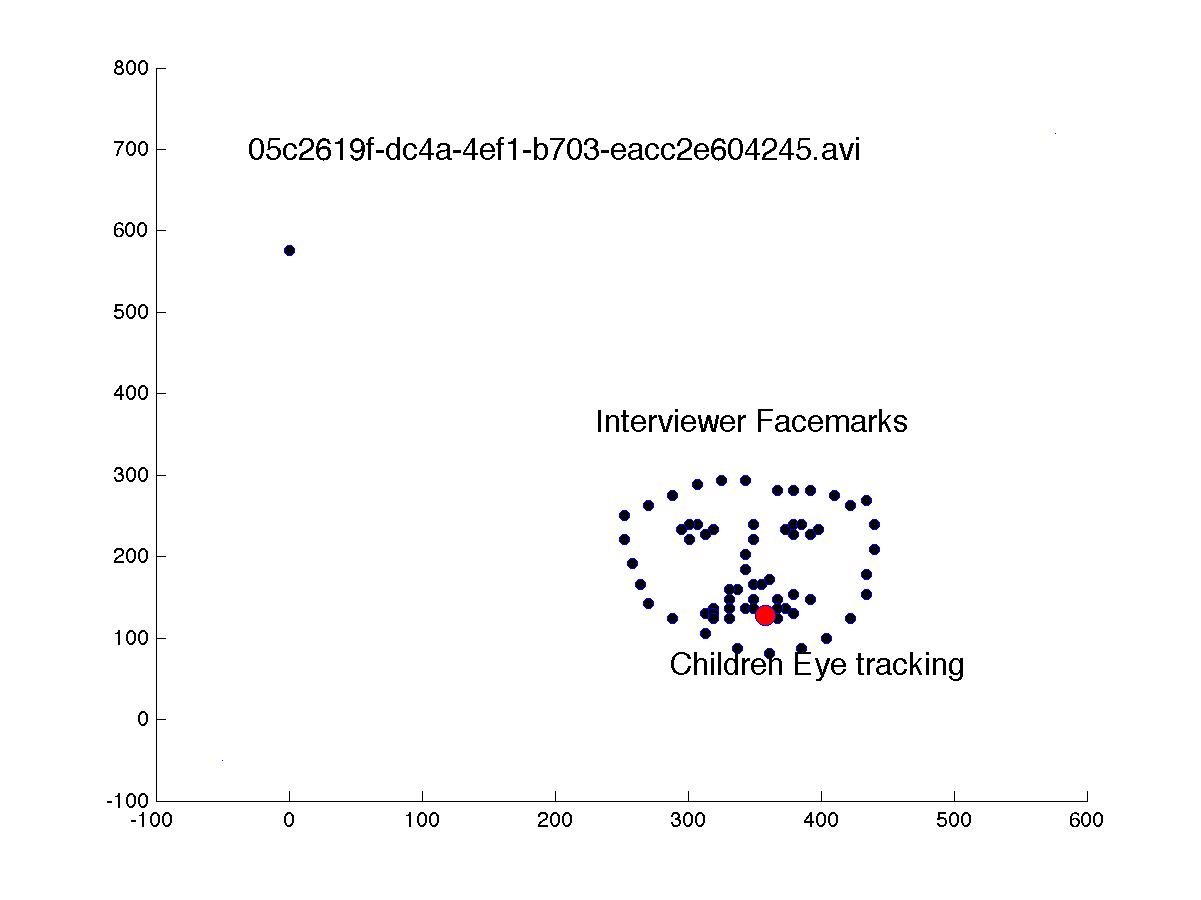 800
700
05c2619f-dc4a-4ef1-b703-eacc2e604245.avi
600
500
400
Interviewer Facemarks
300
200
100
Children Eye tracking
0
-100
-100 0 100 200 300 400 500 600